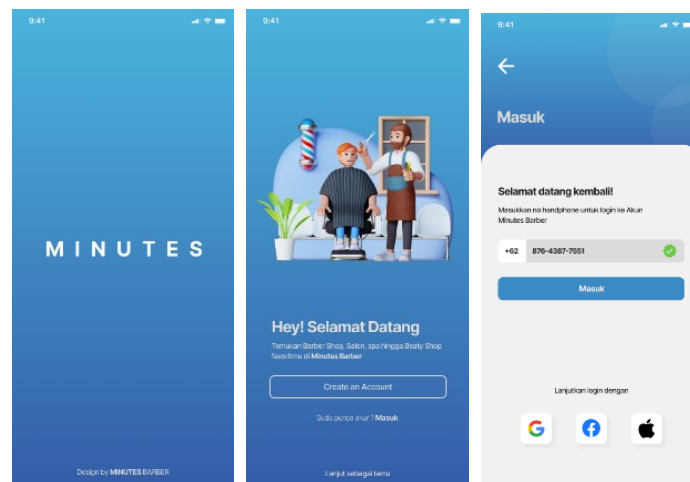 9:41
MINUTES
Design by MINUTES BARBER
9:41
Hey! Selamat Datang
Temukan Barber Shop, Salon, spa hingga Beaty Shop
favoritmu di Minutes Barber
Create an Account
Suda punya akun? Masuk
Lanjut sebagai tamu
9:41
Masuk
Selamat datang kembali!
Masukkan no handphone untuk login ke Akun
Minutes Barber
+62 876-4387-7551
Masuk
Lanjutkan login dengan